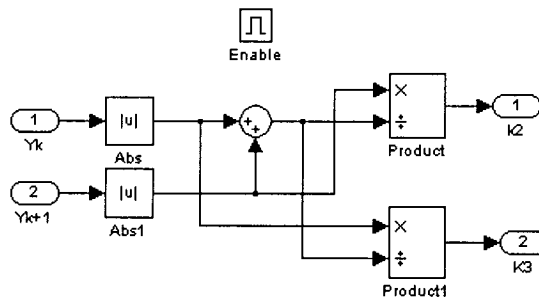 Enable
1
Yk
|u|
Abs
+
+
×
÷
Product
1
K2
2
Yk+1
|u|
Abs1
×
÷
Product1
2
K3